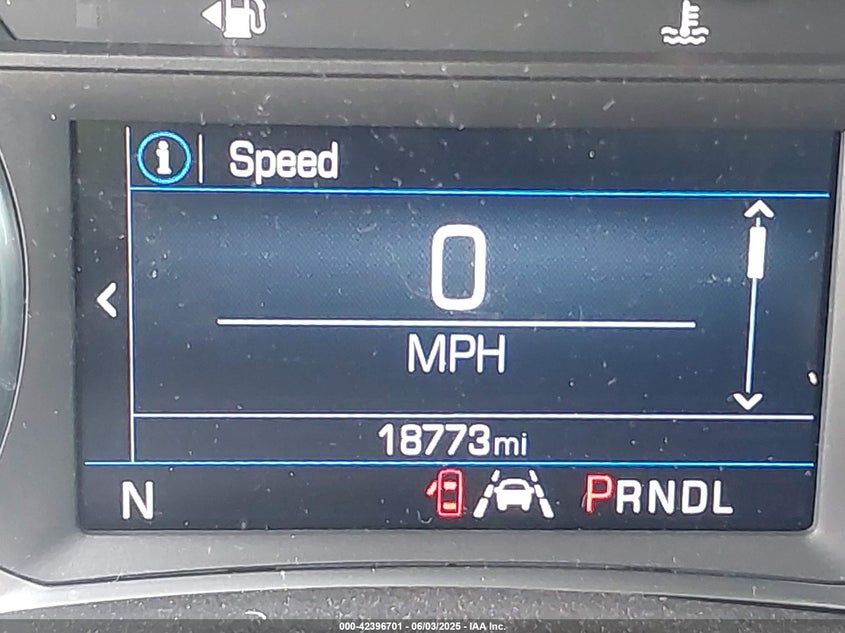 i Speed
0
MPH
18773mi
N PRNDL
000-42396701 - 06/03/2025 - IAA Inc.